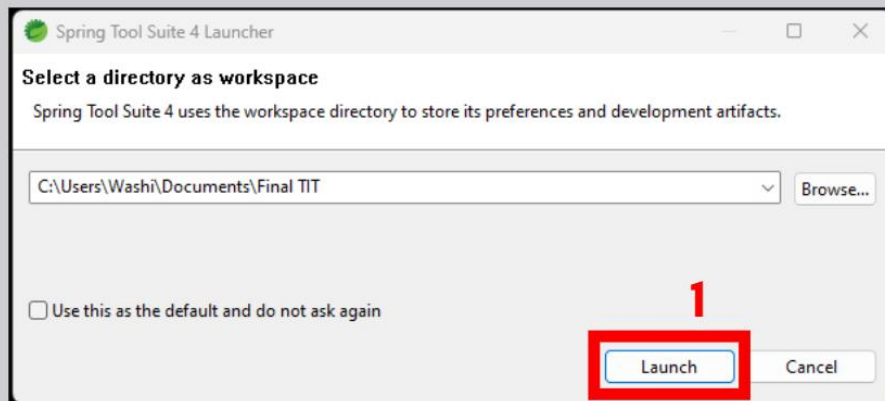 Spring Tool Suite 4 Launcher
Select a directory as workspace
Spring Tool Suite 4 uses the workspace directory to store its preferences and development artifacts.
C:\Users\Washi\Documents\Final TIT
Browse...
Use this as the default and do not ask again
1
Launch
Cancel